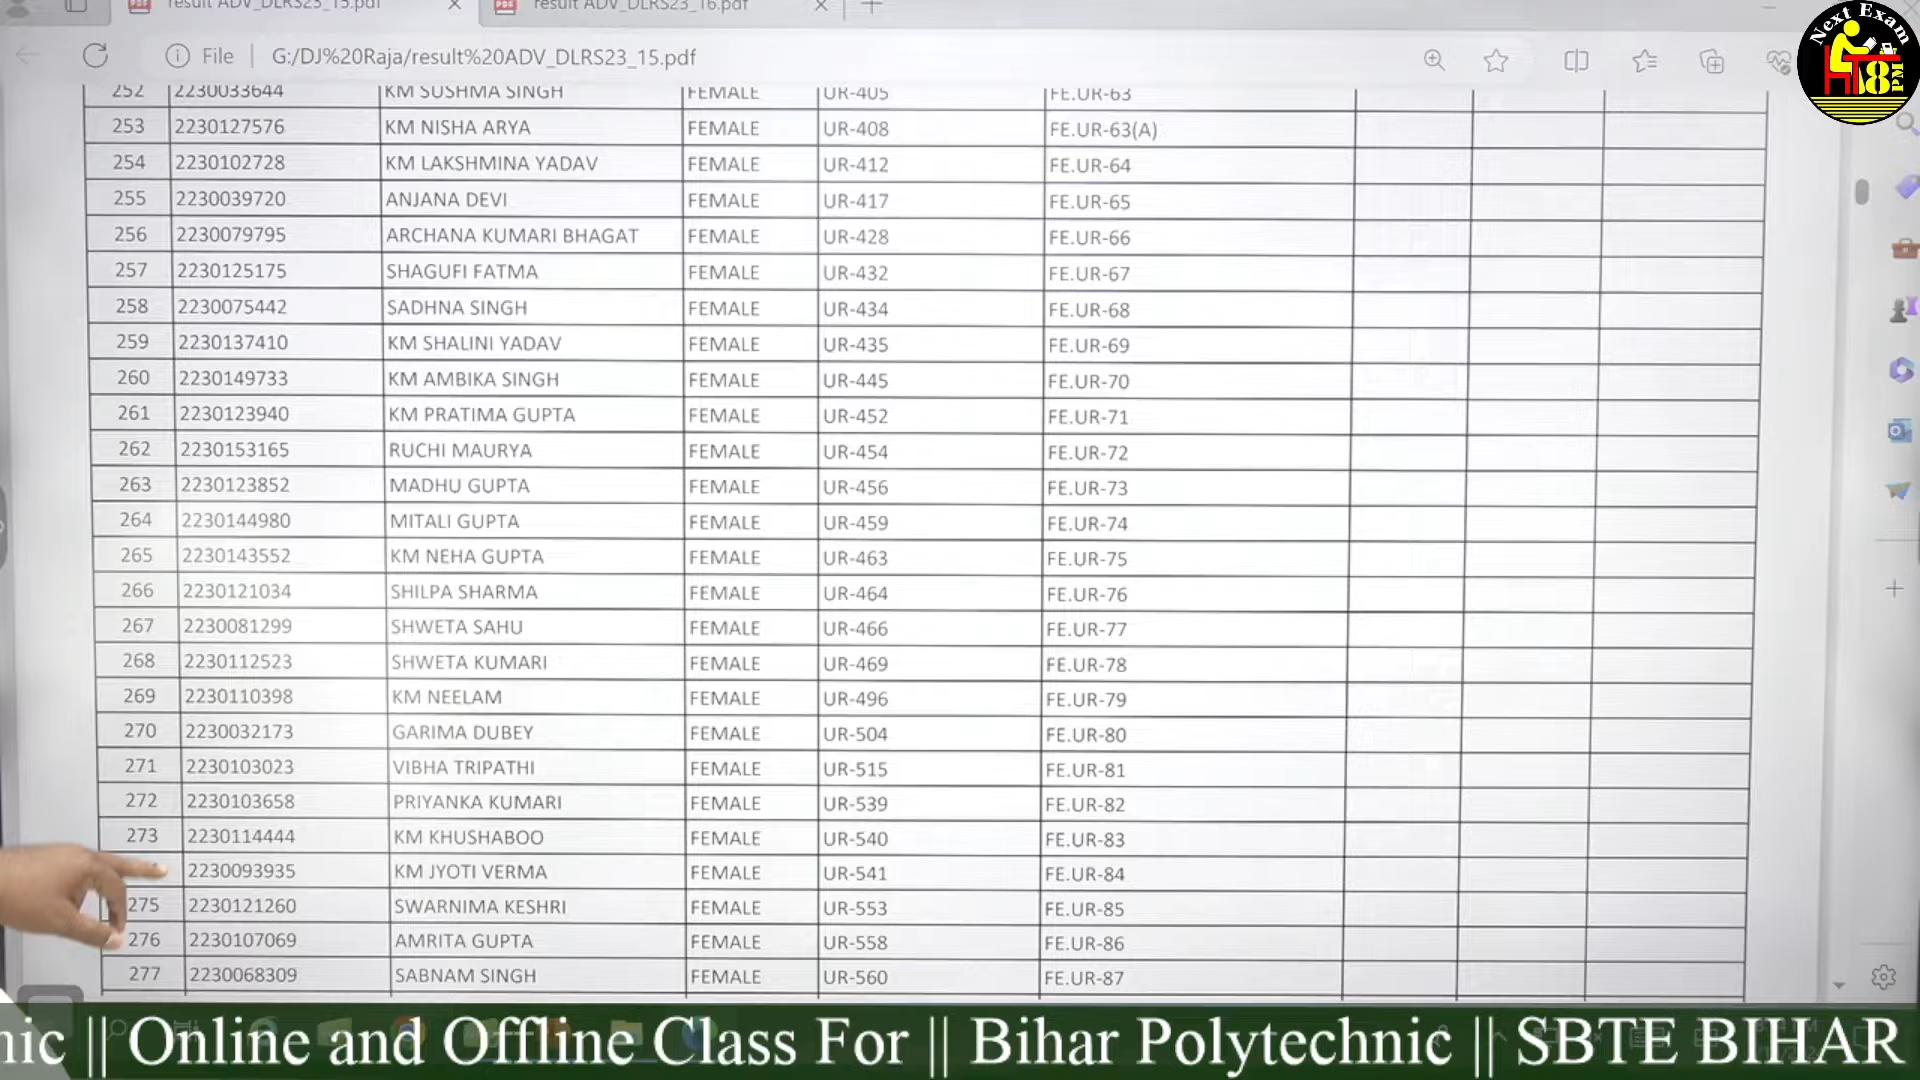 result ADV_DLRS23_15.pdf
result ADV_DLRS23_16.pdf
File G:/DJ%20Raja/result%20ADV_DLRS23_15.pdf
Next Exam
252 2230033644 KM SUSHMA SINGH FEMALE UR-405 FE.UR-63
253 2230127576 KM NISHA ARYA FEMALE UR-408 FE.UR-63(A)
254 2230102728 KM LAKSHMINA YADAV FEMALE UR-412 FE.UR-64
255 2230039720 ANJANA DEVI FEMALE UR-417 FE.UR-65
256 2230079795 ARCHANA KUMARI BHAGAT FEMALE UR-428 FE.UR-66
257 2230125175 SHAGUFI FATMA FEMALE UR-432 FE.UR-67
258 2230075442 SADHNA SINGH FEMALE UR-434 FE.UR-68
259 2230137410 KM SHALINI YADAV FEMALE UR-435 FE.UR-69
260 2230149733 KM AMBIKA SINGH FEMALE UR-445 FE.UR-70
261 2230123940 KM PRATIMA GUPTA FEMALE UR-452 FE.UR-71
262 2230153165 RUCHI MAURYA FEMALE UR-454 FE.UR-72
263 2230123852 MADHU GUPTA FEMALE UR-456 FE.UR-73
264 2230144980 MITALI GUPTA FEMALE UR-459 FE.UR-74
265 2230143552 KM NEHA GUPTA FEMALE UR-463 FE.UR-75
266 2230121034 SHILPA SHARMA FEMALE UR-464 FE.UR-76
267 2230081299 SHWETA SAHU FEMALE UR-466 FE.UR-77
268 2230112523 SHWETA KUMARI FEMALE UR-469 FE.UR-78
269 2230110398 KM NEELAM FEMALE UR-496 FE.UR-79
270 2230032173 GARIMA DUBEY FEMALE UR-504 FE.UR-80
271 2230103023 VIBHA TRIPATHI FEMALE UR-515 FE.UR-81
272 2230103658 PRIYANKA KUMARI FEMALE UR-539 FE.UR-82
273 2230114444 KM KHUSHABOO FEMALE UR-540 FE.UR-83
2230093935 KM JYOTI VERMA FEMALE UR-541 FE.UR-84
275 2230121260 SWARNIMA KESHRI FEMALE UR-553 FE.UR-85
276 2230107069 AMRITA GUPTA FEMALE UR-558 FE.UR-86
277 2230068309 SABNAM SINGH FEMALE UR-560 FE.UR-87
nic || Online and Offline Class For || Bihar Polytechnic || SBTE BIHAR